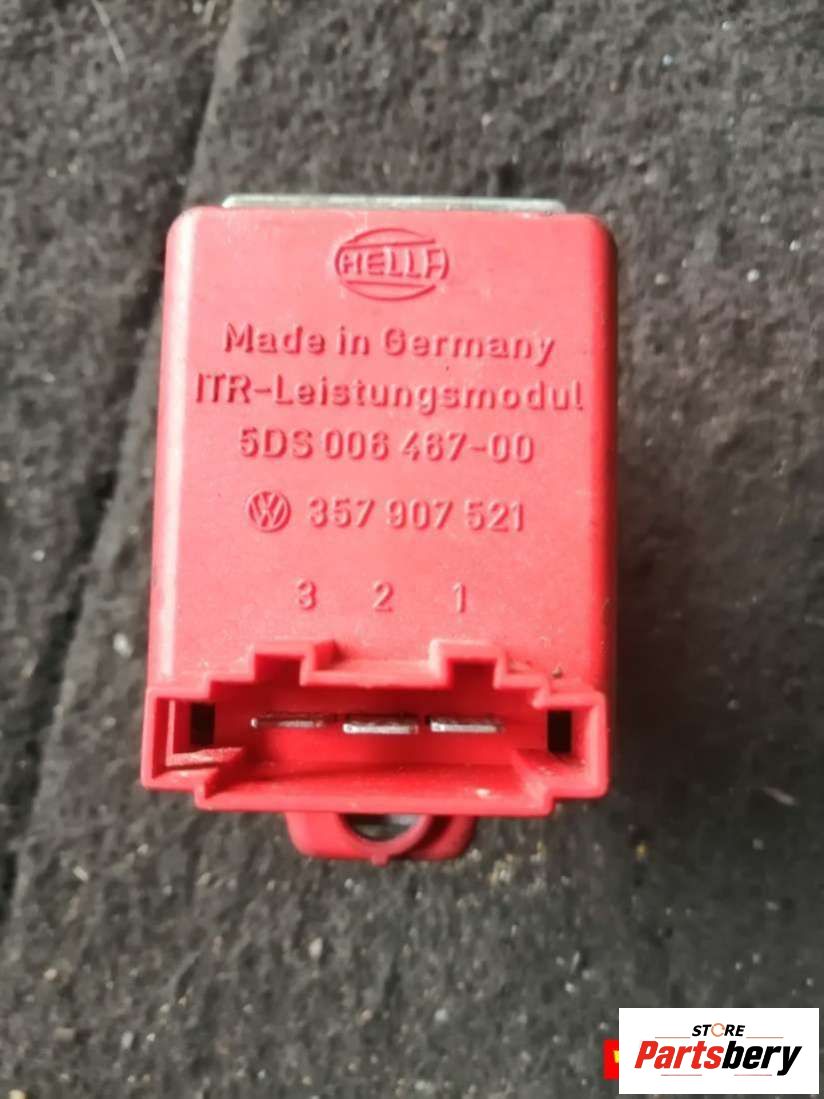 HELLA
Made in Germany
ITR-Leistungsmodul
5DS 006 467-00
VW 357 907 521
3 2 1
STORE
Partsbery